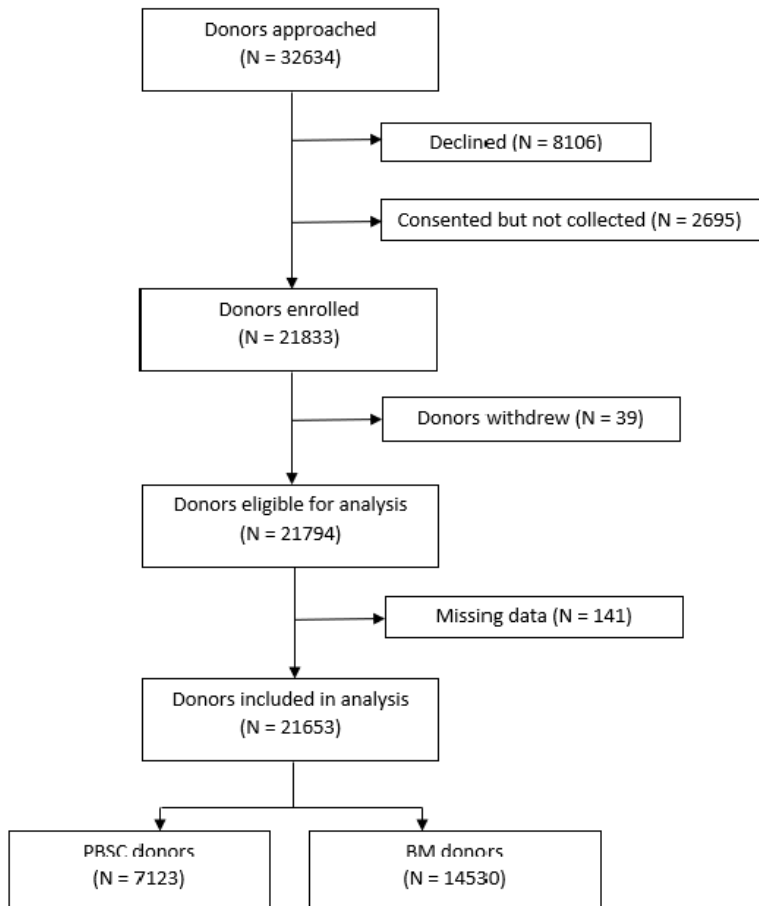 Donors approached
(N = 32634)
Declined (N = 8106)
Consented but not collected (N = 2695)
Donors enrolled
(N = 21833)
Donors withdrew (N = 39)
Donors eligible for analysis
(N = 21794)
Missing data (N = 141)
Donors included in analysis
(N = 21653)
PBSC donors
(N = 7123)
BM donors
(N = 14530)